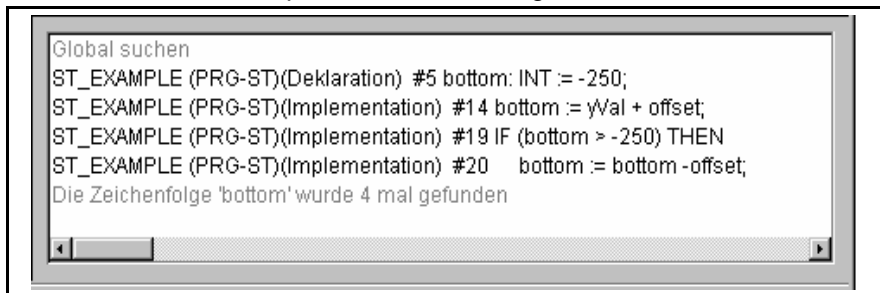 Global suchen
ST_EXAMPLE (PRG-ST)(Deklaration) #5 bottom: INT := -250;
ST_EXAMPLE (PRG-ST)(Implementation) #14 bottom := yVal + offset;
ST_EXAMPLE (PRG-ST)(Implementation) #19 IF (bottom > -250) THEN
ST_EXAMPLE (PRG-ST)(Implementation) #20 bottom := bottom -offset;
Die Zeichenfolge 'bottom' wurde 4 mal gefunden